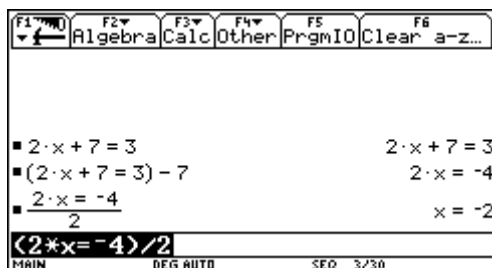 F1 F2 F3 F4 F5 F6
Algebra Calc Other PrgmIO Clear a-z...
2·x + 7 = 3 2·x + 7 = 3
(2·x + 7 = 3) - 7 2·x = ⁻4
2·x = ⁻4
2
x = ⁻2
(2*x=⁻4)/2
MAIN DEG AUTO SEQ 3/30